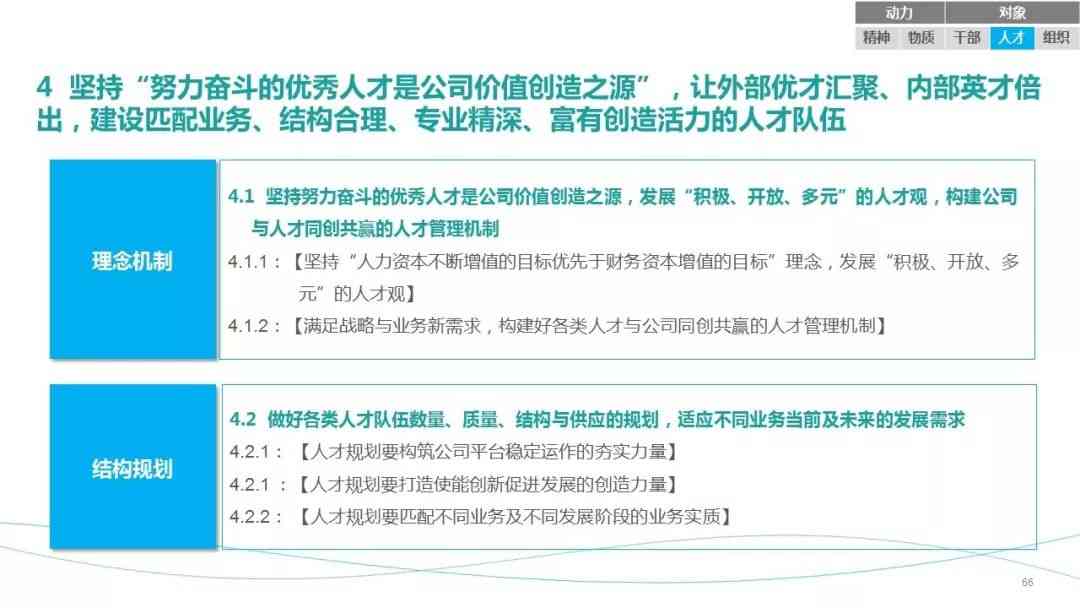 动力 对象
精神 物质 干部 人才 组织
4 坚持“努力奋斗的优秀人才是公司价值创造之源”，让外部优才汇聚、内部英才倍
出，建设匹配业务、结构合理、专业精深、富有创造活力的人才队伍
理念机制
4.1 坚持努力奋斗的优秀人才是公司价值创造之源，发展“积极、开放、多元”的人才观，构建公司
与人才同创共赢的人才管理机制
4.1.1：【坚持“人力资本不断增值的目标优先于财务资本增值的目标”理念，发展“积极、开放、多
元”的人才观】
4.1.2：【满足战略与业务新需求，构建好各类人才与公司同创共赢的人才管理机制】
结构规划
4.2 做好各类人才队伍数量、质量、结构与供应的规划，适应不同业务当前及未来的发展需求
4.2.1：【人才规划要构筑公司平台稳定运作的夯实力量】
4.2.1 ：【人才规划要打造使能创新促进发展的创造力量】
4.2.2：【人才规划要匹配不同业务及不同发展阶段的业务实质】
66